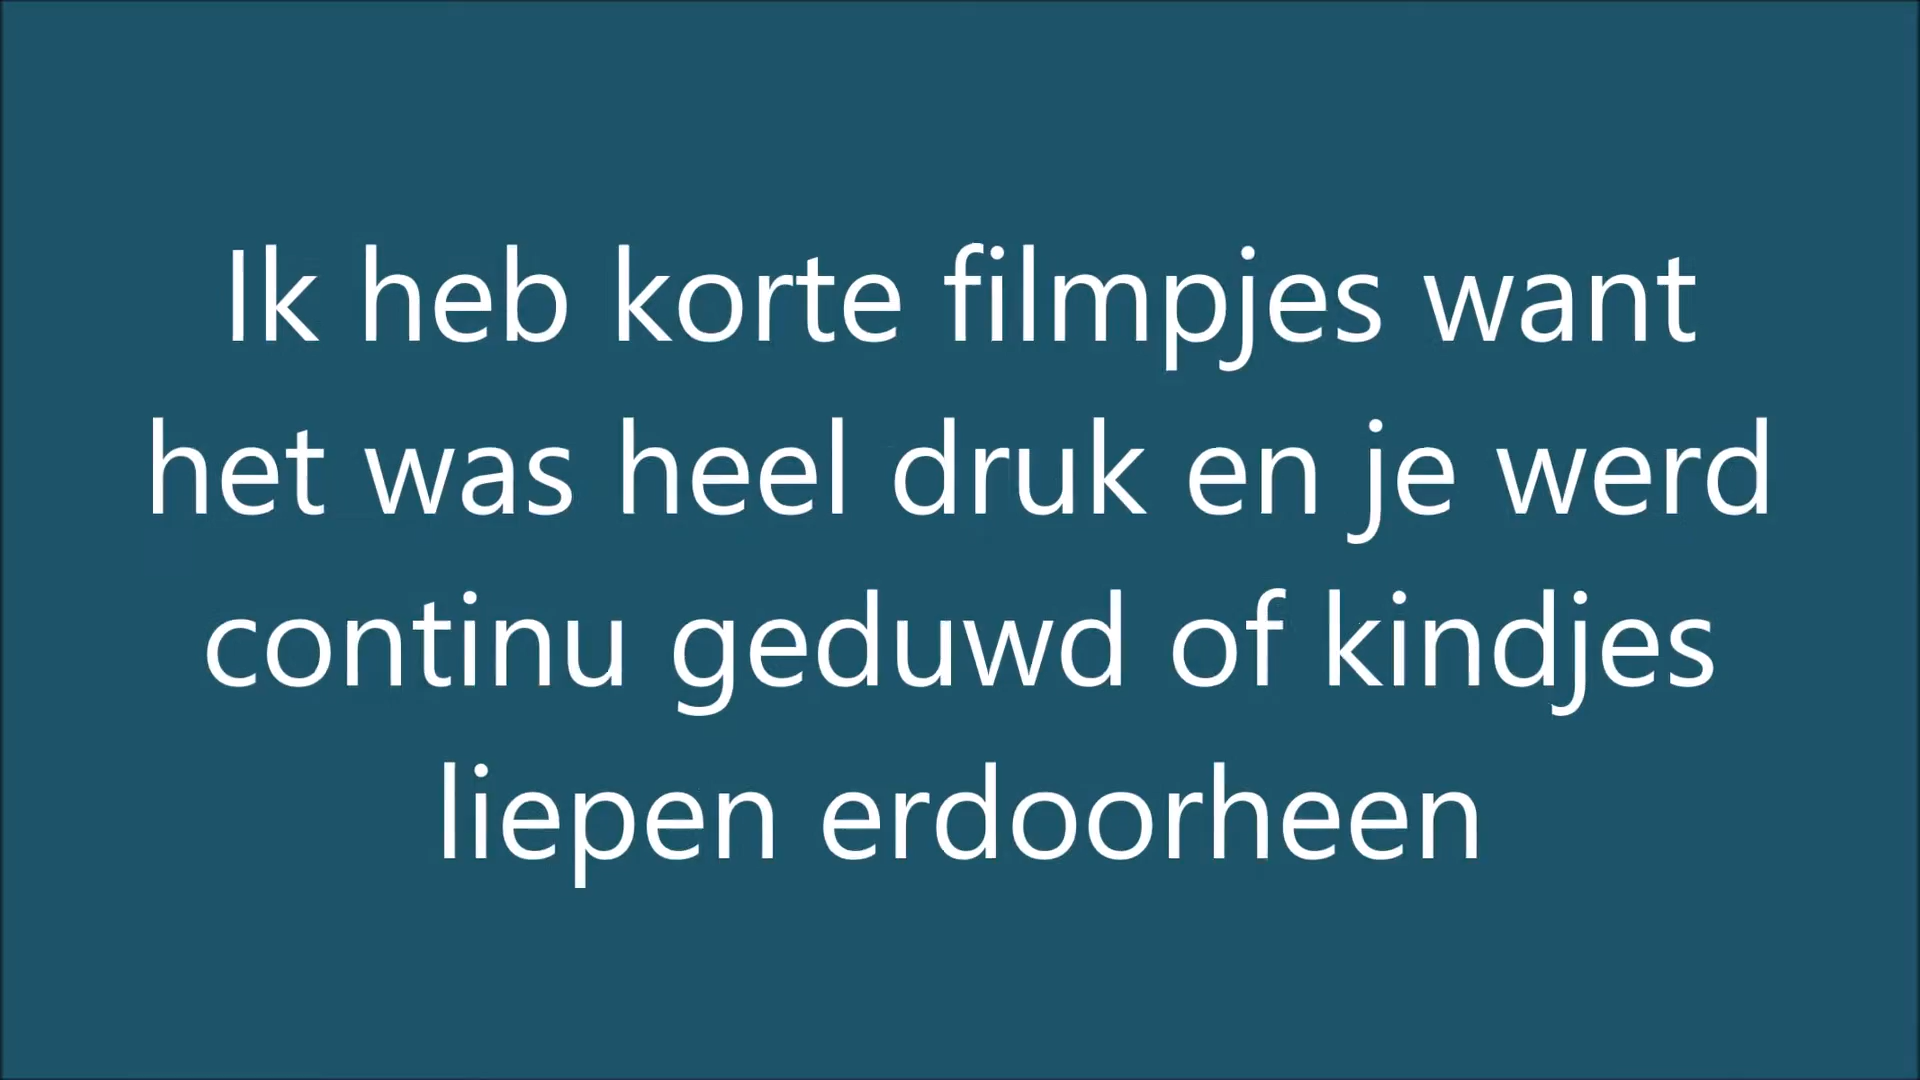 Ik heb korte filmpjes want
het was heel druk en je werd
continu geduwd of kindjes
liepen erdoorheen